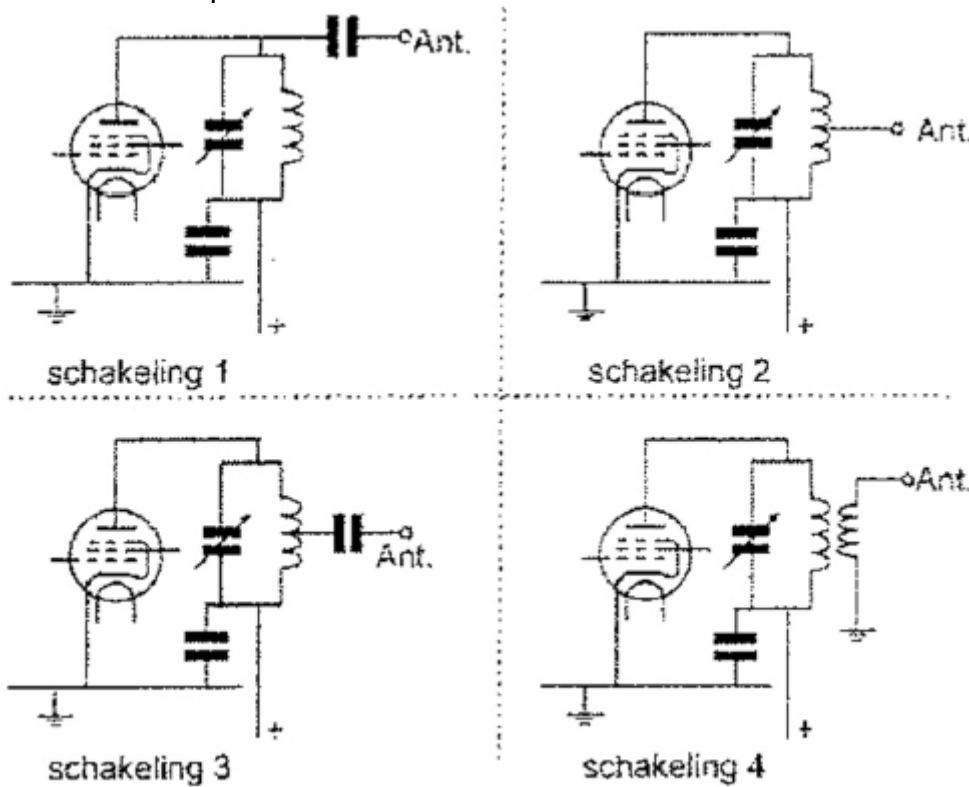 Ant.
+
schakeling 1
Ant.
+
schakeling 2
Ant.
+
schakeling 3
Ant.
+
schakeling 4